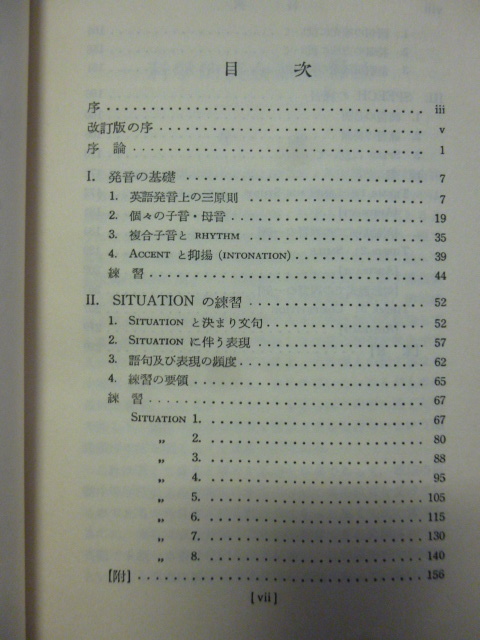 目 次
序 iii
改訂版の序 v
序 論 1
I. 発音の基礎 7
1. 英語発音上の三原則 7
2. 個々の子音・母音 19
3. 複合子音と RHYTHM 35
4. ACCENT と抑揚 (INTONATION) 39
練 習 44
II. SITUATION の練習 52
1. SITUATION と決まり文句 52
2. SITUATION に伴う表現 57
3. 語句及び表現の頻度 62
4. 練習の要領 65
練 習 67
SITUATION 1. 67
〃 2. 80
〃 3. 88
〃 4. 95
〃 5. 105
〃 6. 115
〃 7. 130
〃 8. 140
【附】 156
[ vii ]